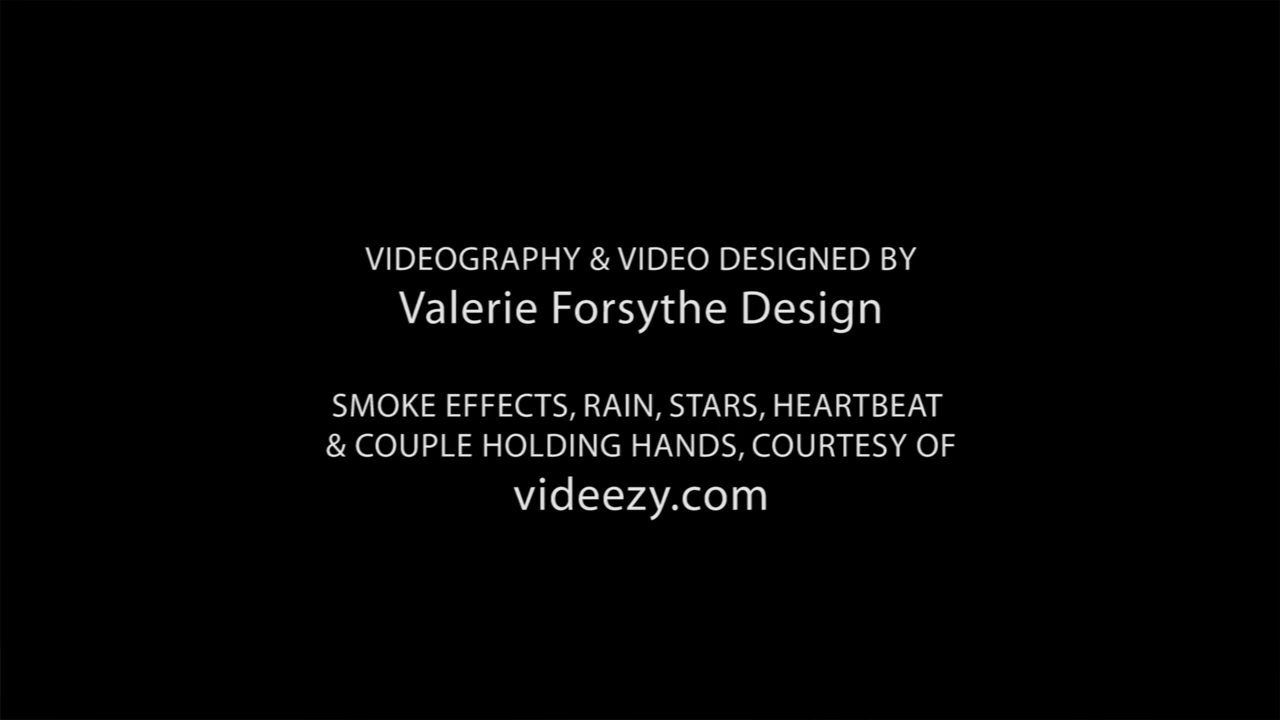 VIDEOGRAPHY & VIDEO DESIGNED BY
Valerie Forsythe Design
SMOKE EFFECTS, RAIN, STARS, HEARTBEAT
& COUPLE HOLDING HANDS, COURTESY OF
videezy.com